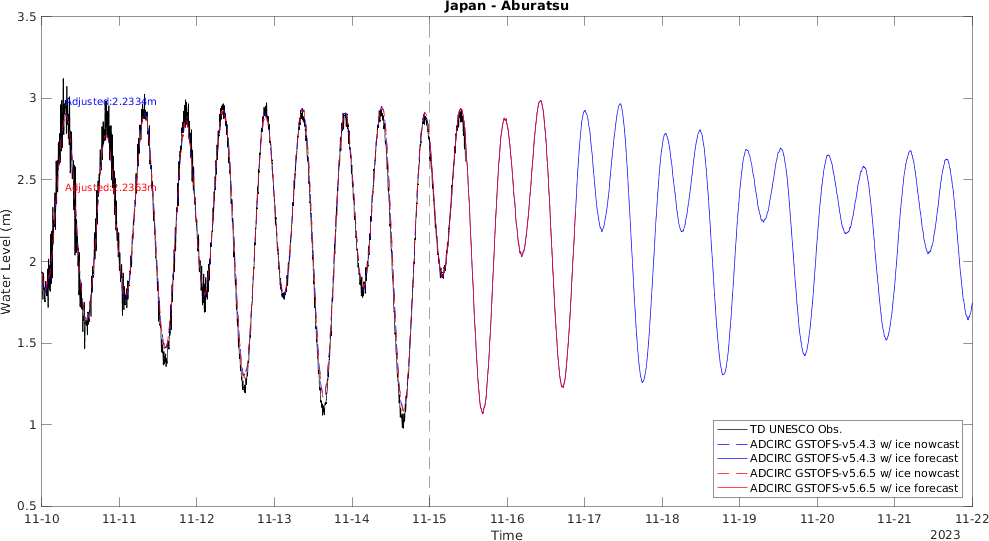 Japan - Aburatsu
3.5
3
2.5
2
1.5
1
0.5
Water Level (m)
Adjusted:2.2334m
Adjusted:2.2363m
TD UNESCO Obs.
ADCIRC GSTOFS-v5.4.3 w/ ice nowcast
ADCIRC GSTOFS-v5.4.3 w/ ice forecast
ADCIRC GSTOFS-v5.6.5 w/ ice nowcast
ADCIRC GSTOFS-v5.6.5 w/ ice forecast
11-10 11-11 11-12 11-13 11-14 11-15 11-16 11-17 11-18 11-19 11-20 11-21 11-22
Time
2023